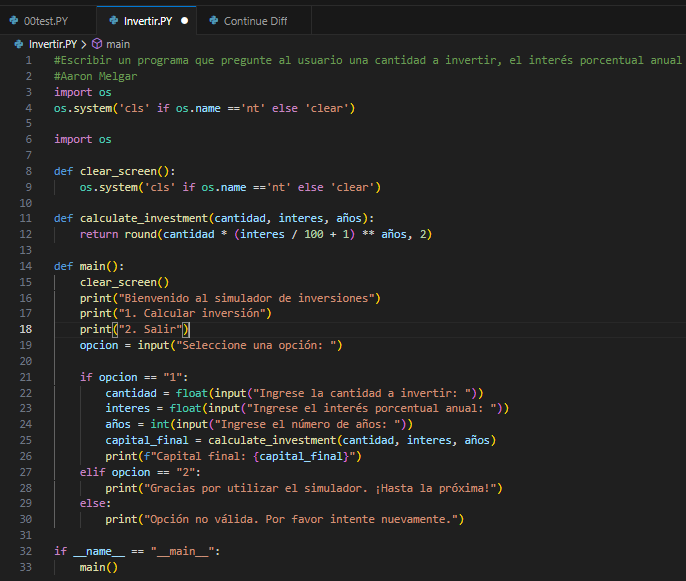 00test.PY Invertir.PY Continue Diff
Invertir.PY > main
1 #Escribir un programa que pregunte al usuario una cantidad a invertir, el interés porcentual anual
2 #Aaron Melgar
3 import os
4 os.system('cls' if os.name =='nt' else 'clear')
5
6 import os
7
8 def clear_screen():
9 os.system('cls' if os.name =='nt' else 'clear')
10
11 def calculate_investment(cantidad, interes, años):
12 return round(cantidad * (interes / 100 + 1) ** años, 2)
13
14 def main():
15 clear_screen()
16 print("Bienvenido al simulador de inversiones")
17 print("1. Calcular inversión")
18 print("2. Salir")
19 opcion = input("Seleccione una opción: ")
20
21 if opcion == "1":
22 cantidad = float(input("Ingrese la cantidad a invertir: "))
23 interes = float(input("Ingrese el interés porcentual anual: "))
24 años = int(input("Ingrese el número de años: "))
25 capital_final = calculate_investment(cantidad, interes, años)
26 print(f"Capital final: {capital_final}")
27 elif opcion == "2":
28 print("Gracias por utilizar el simulador. ¡Hasta la próxima!")
29 else:
30 print("Opción no válida. Por favor intente nuevamente.")
31
32 if __name__ == "__main__":
33 main()